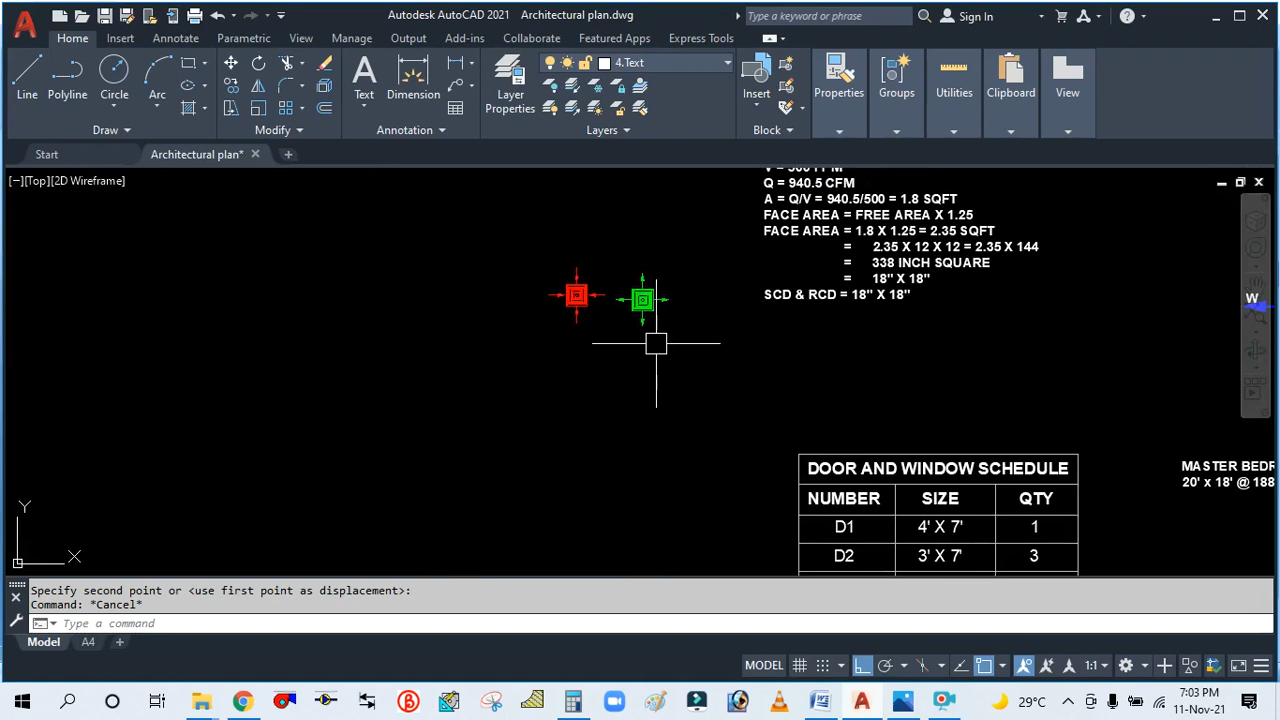 Autodesk AutoCAD 2021 Architectural plan.dwg
Type a keyword or phrase
Sign In
Home Insert Annotate Parametric View Manage Output Add-ins Collaborate Featured Apps Express Tools
4.Text
Line Polyline Circle Arc
Text Dimension
Layer Properties
Insert
Properties Groups Utilities Clipboard View
Draw Modify Annotation Layers Block
Start Architectural plan*
[−][Top][2D Wireframe]
Q = 940.5 CFM
A = Q/V = 940.5/500 = 1.8 SQFT
FACE AREA = FREE AREA X 1.25
FACE AREA = 1.8 X 1.25 = 2.35 SQFT
= 2.35 X 12 X 12 = 2.35 X 144
= 338 INCH SQUARE
= 18" X 18"
SCD & RCD = 18" X 18"
W
DOOR AND WINDOW SCHEDULE
NUMBER SIZE QTY
D1 4' X 7' 1
D2 3' X 7' 3
MASTER BEDR
20' x 18' @ 188
Y
X
Specify second point or <use first point as displacement>:
Command: *Cancel*
Type a command
Model A4
MODEL 1:1
29°C
7:03 PM
11-Nov-21